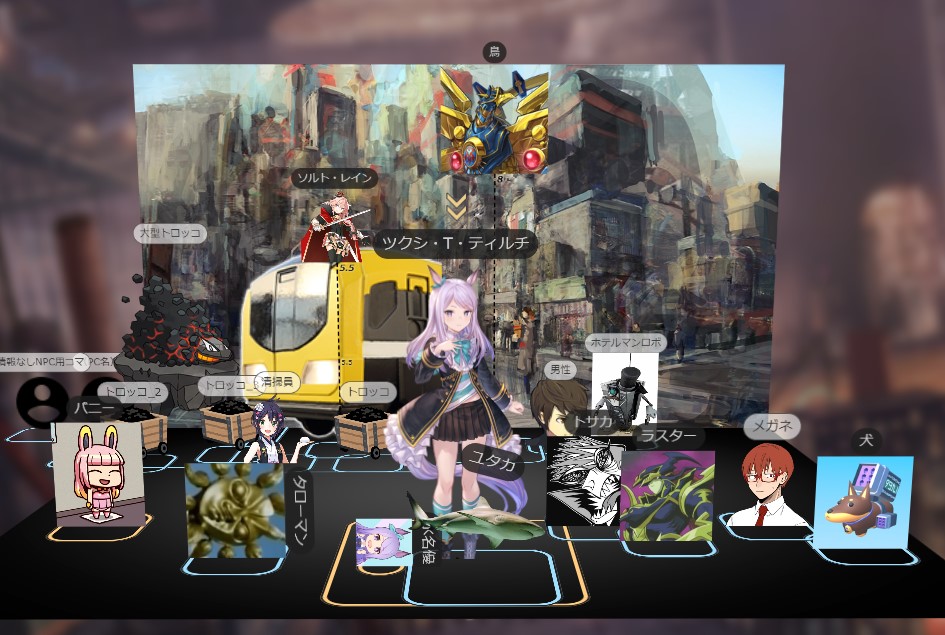 鳥
ソルト・レイン
大型トロッコ
ツクシ・T・ティルチ
8
5.5
5.5
ホテルマンロボ
男性
情報なしNPC用コマ
トロッコ_2
トロッコ_
清掃員
トロッコ
バニー
トサカ
ラスター
メガネ
犬
ユタカ
タローマン